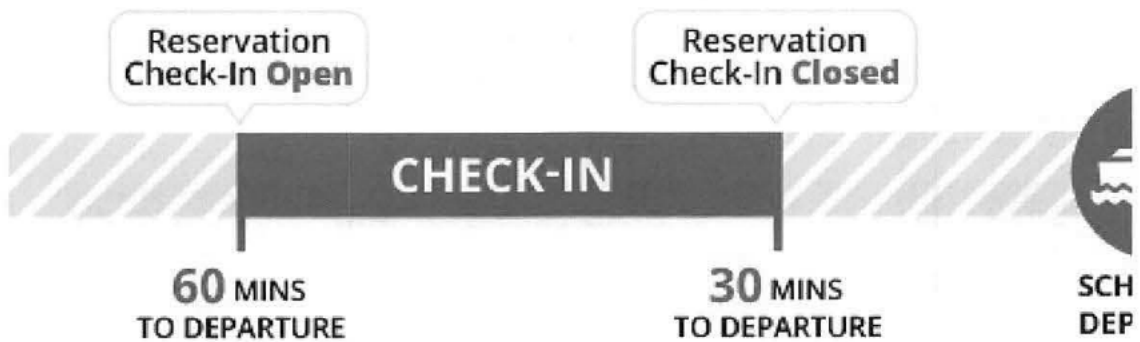 Reservation
Check-In Open
Reservation
Check-In Closed
CHECK-IN
60 MINS
TO DEPARTURE
30 MINS
TO DEPARTURE
SCH
DEP